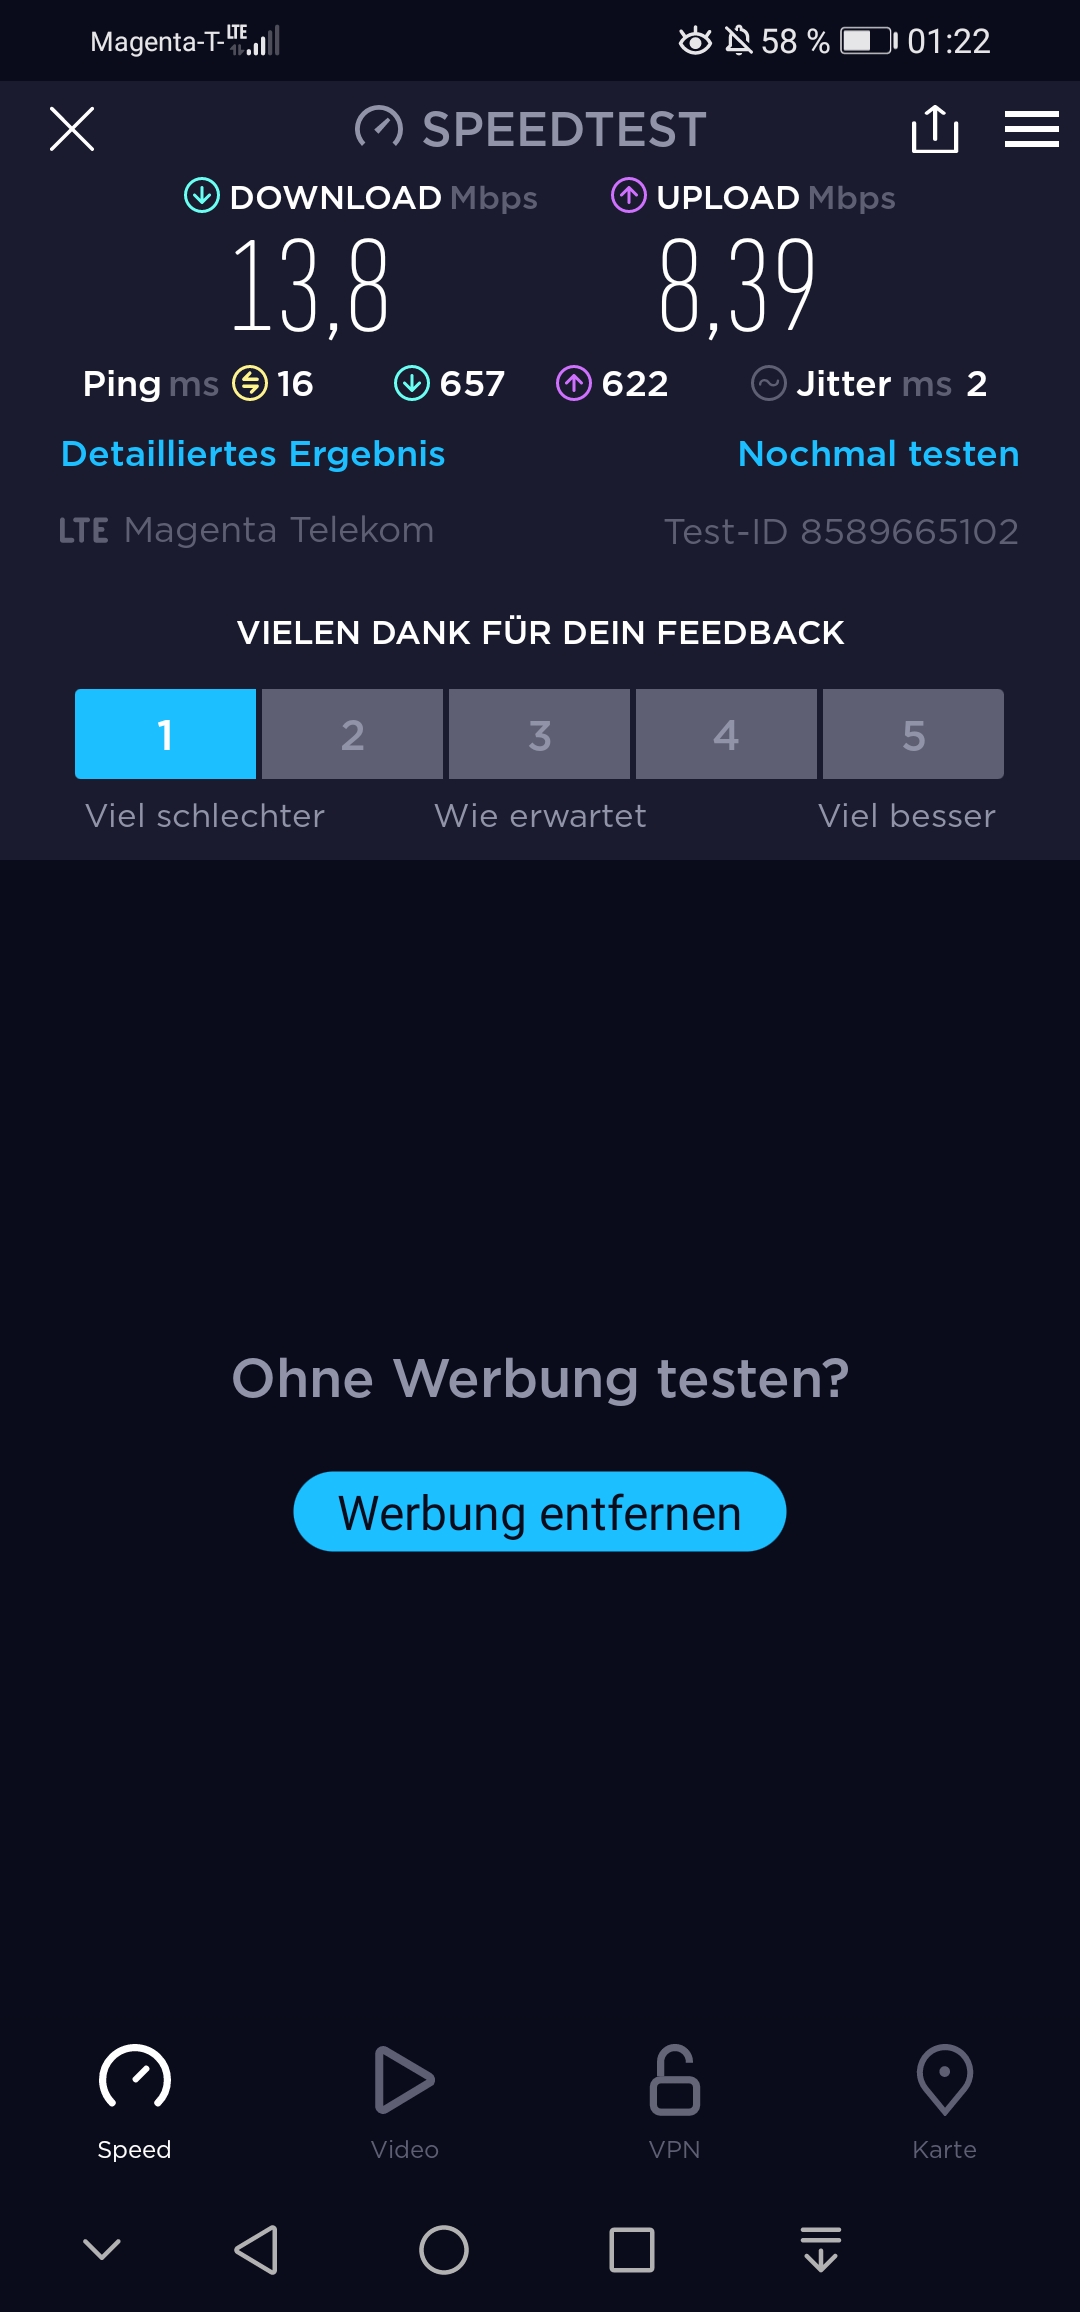 Magenta-T- LTE 58 % 01:22
SPEEDTEST
DOWNLOAD Mbps UPLOAD Mbps
13,8 8,39
Ping ms 16 657 622 Jitter ms 2
Detailliertes Ergebnis Nochmal testen
LTE Magenta Telekom Test-ID 8589665102
VIELEN DANK FÜR DEIN FEEDBACK
1 2 3 4 5
Viel schlechter Wie erwartet Viel besser
Ohne Werbung testen?
Werbung entfernen
Speed Video VPN Karte